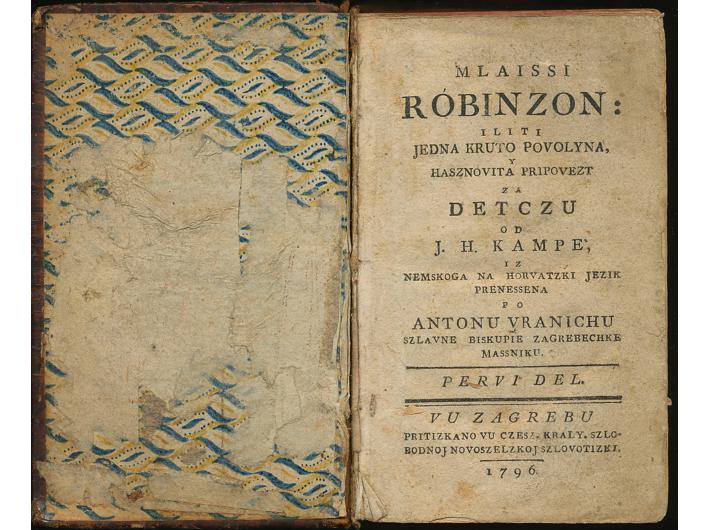 MLAISSI
RÓBINZON:
ILITI
JEDNA KRUTO POVOLYNA,
Y
HASZNOVITA PRIPOVEZT
ZA
DETCZU
OD
J. H. KAMPE,
IZ
NEMSKOGA NA HORVATZKI JEZIK
PRENESSENA
PO
ANTONU VRANICHU
SZLAVNE BISKUPIE ZAGREBECHKE
MASSNIKU.
PERVI DEL.
VU ZAGREBU
PRITIZKANO VU CZESZ. KRALY. SZLO-
BODNOJ NOVOSZELZKOJ SZLOVOTIZKI.
1796.